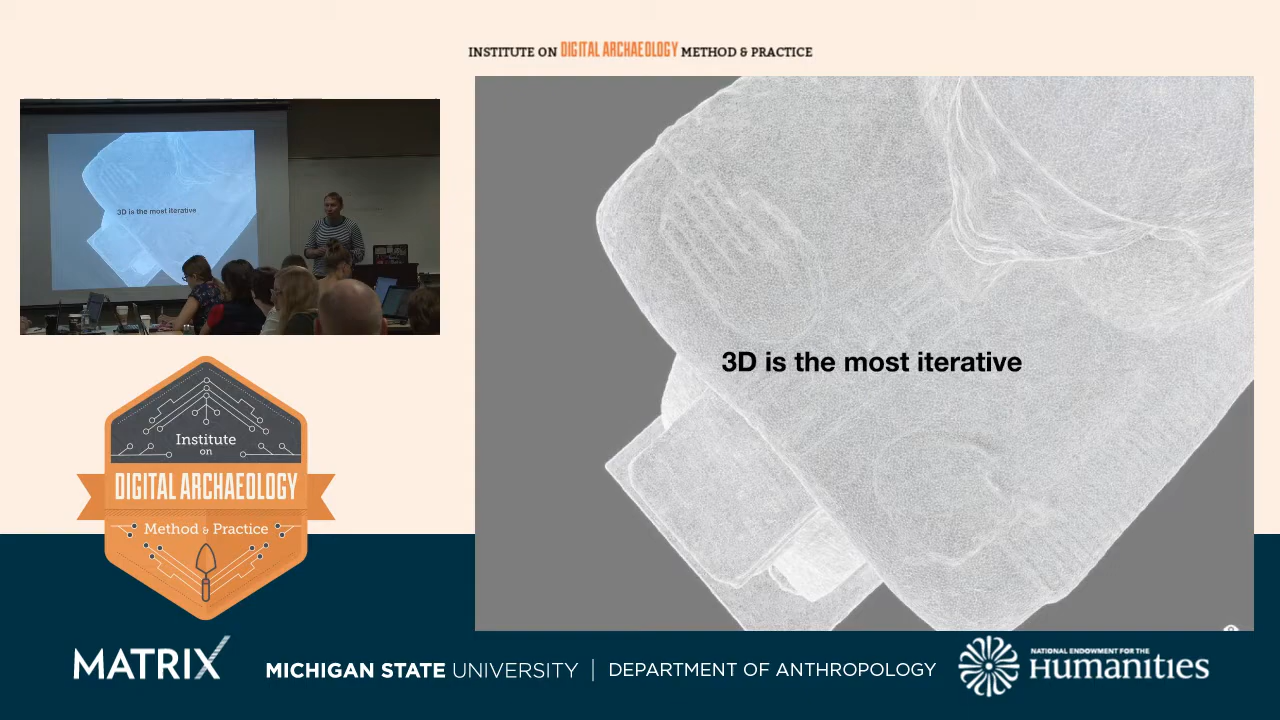 INSTITUTE ON DIGITAL ARCHAEOLOGY METHOD & PRACTICE
3D is the most iterative
3D is the most iterative
Institute
on
DIGITAL ARCHAEOLOGY
Method & Practice
MATRIX
MICHIGAN STATE UNIVERSITY | DEPARTMENT OF ANTHROPOLOGY
NATIONAL ENDOWMENT FOR THE
Humanities